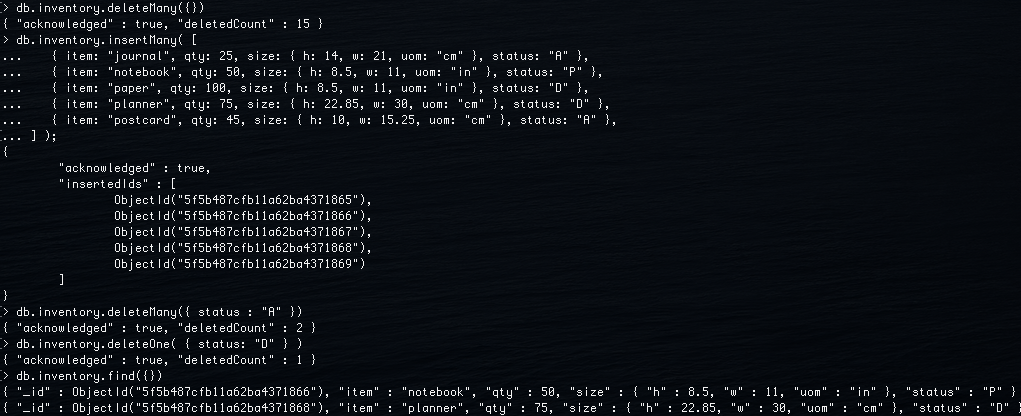 > db.inventory.deleteMany({})
{ "acknowledged" : true, "deletedCount" : 15 }
> db.inventory.insertMany( [
...    { item: "journal", qty: 25, size: { h: 14, w: 21, uom: "cm" }, status: "A" },
...    { item: "notebook", qty: 50, size: { h: 8.5, w: 11, uom: "in" }, status: "P" },
...    { item: "paper", qty: 100, size: { h: 8.5, w: 11, uom: "in" }, status: "D" },
...    { item: "planner", qty: 75, size: { h: 22.85, w: 30, uom: "cm" }, status: "D" },
...    { item: "postcard", qty: 45, size: { h: 10, w: 15.25, uom: "cm" }, status: "A" },
... ] );
{
        "acknowledged" : true,
        "insertedIds" : [
                ObjectId("5f5b487cfb11a62ba4371865"),
                ObjectId("5f5b487cfb11a62ba4371866"),
                ObjectId("5f5b487cfb11a62ba4371867"),
                ObjectId("5f5b487cfb11a62ba4371868"),
                ObjectId("5f5b487cfb11a62ba4371869")
        ]
}
> db.inventory.deleteMany({ status : "A" })
{ "acknowledged" : true, "deletedCount" : 2 }
> db.inventory.deleteOne( { status: "D" } )
{ "acknowledged" : true, "deletedCount" : 1 }
> db.inventory.find({})
{ "_id" : ObjectId("5f5b487cfb11a62ba4371866"), "item" : "notebook", "qty" : 50, "size" : { "h" : 8.5, "w" : 11, "uom" : "in" }, "status" : "P" }
{ "_id" : ObjectId("5f5b487cfb11a62ba4371868"), "item" : "planner", "qty" : 75, "size" : { "h" : 22.85, "w" : 30, "uom" : "cm" }, "status" : "D" }